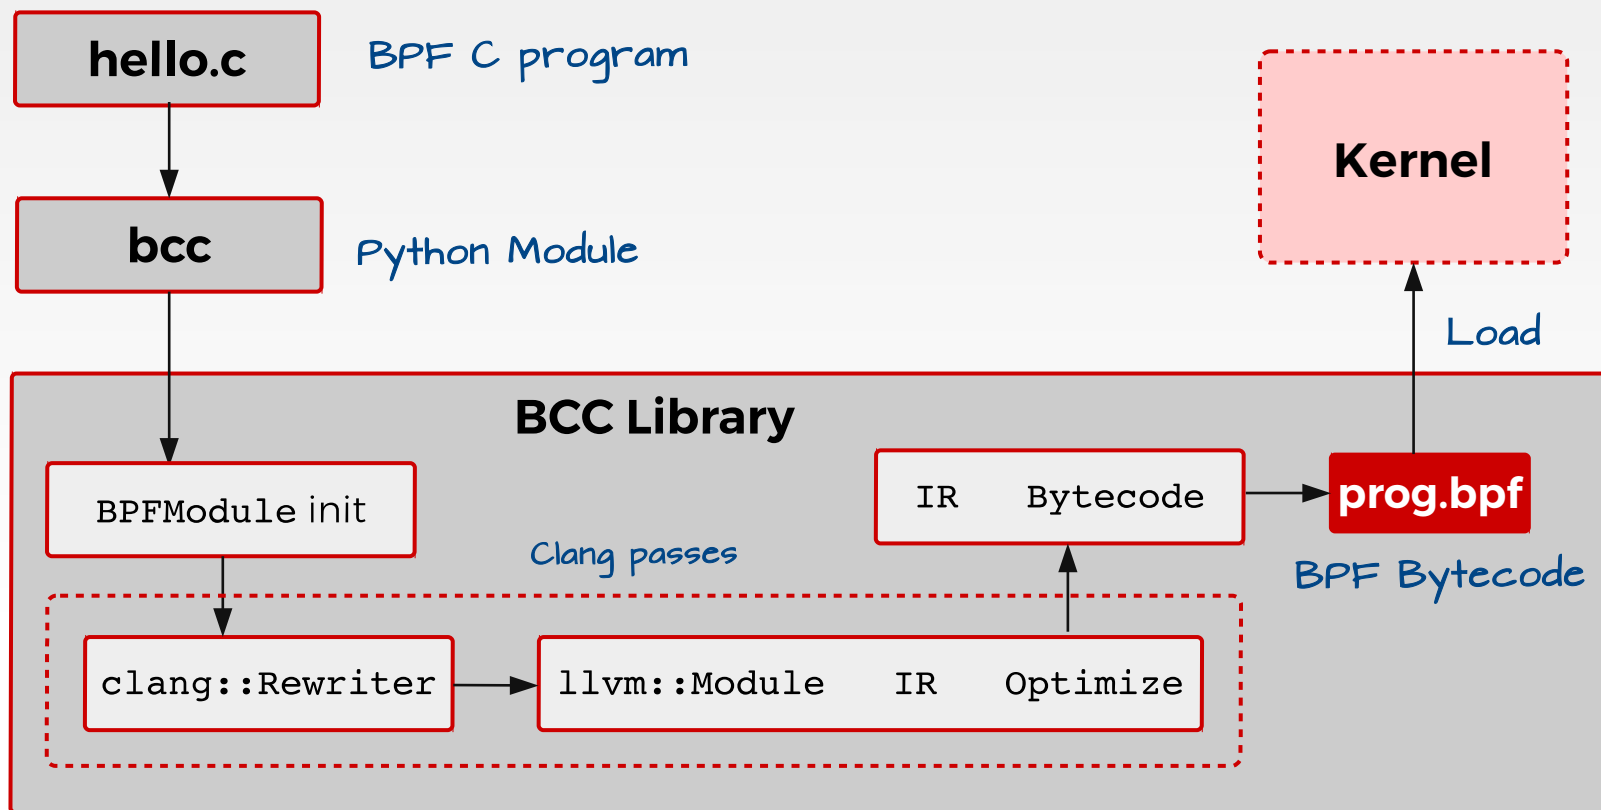 hello.c
BPF C program
Kernel
bcc
Python Module
Load
BCC Library
BPFModule init
IR Bytecode
prog.bpf
Clang passes
BPF Bytecode
clang::Rewriter
llvm::Module IR Optimize